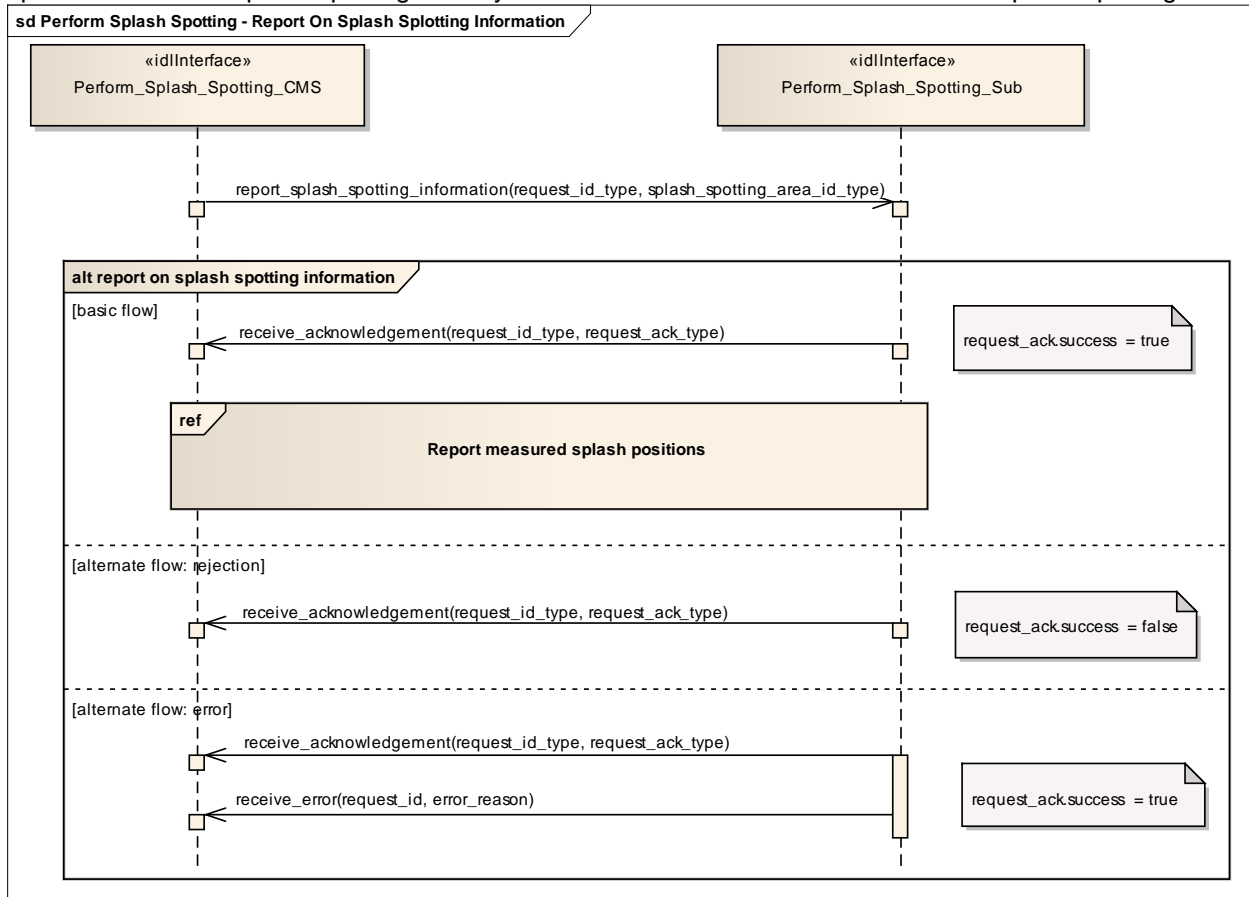 sd Perform Splash Spotting - Report On Splash Splotting Information
«idlInterface»
Perform_Splash_Spotting_CMS
«idlInterface»
Perform_Splash_Spotting_Sub
report_splash_spotting_information(request_id_type, splash_spotting_area_id_type)
alt report on splash spotting information
[basic flow]
receive_acknowledgement(request_id_type, request_ack_type)
request_ack.success = true
ref
Report measured splash positions
[alternate flow: rejection]
receive_acknowledgement(request_id_type, request_ack_type)
request_ack.success = false
[alternate flow: error]
receive_acknowledgement(request_id_type, request_ack_type)
receive_error(request_id, error_reason)
request_ack.success = true